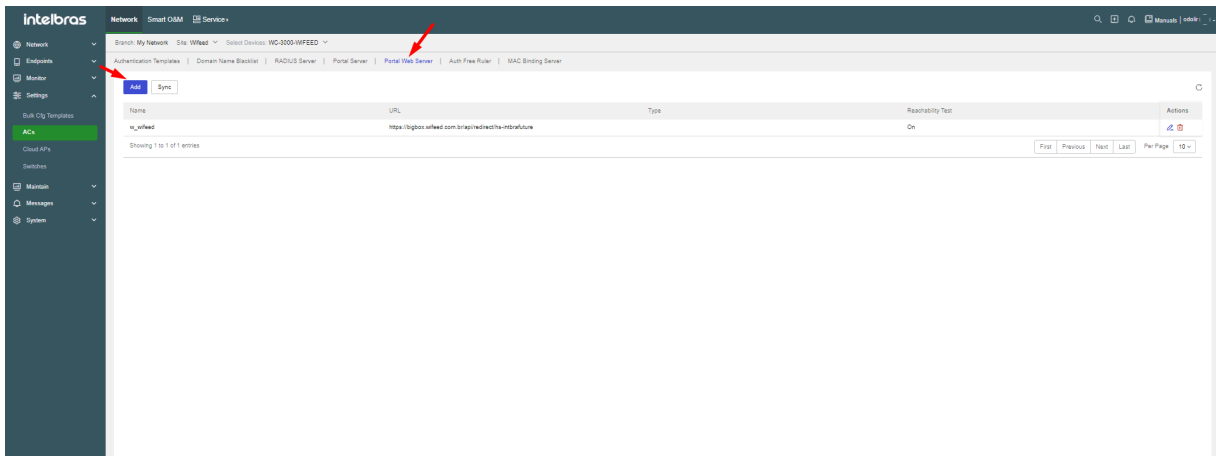 intelbras
Network Smart O&M Service
Manuals | odolir
Network
Endpoints
Monitor
Settings
Bulk Cfg Templates
ACs
Cloud APs
Switches
Maintain
Messages
System
Branch: My Network Site: Wifeed Select Devices: WC-3000-WIFEED
Authentication Templates | Domain Name Blacklist | RADIUS Server | Portal Server | Portal Web Server | Auth Free Ruler | MAC Binding Server
Add Sync
Name URL Type Reachability Test Actions
w_wifeed https://bigbox.wifeed.com.br/api/redirect/hs-intbrafuture On
Showing 1 to 1 of 1 entries
First Previous Next Last Per Page 10